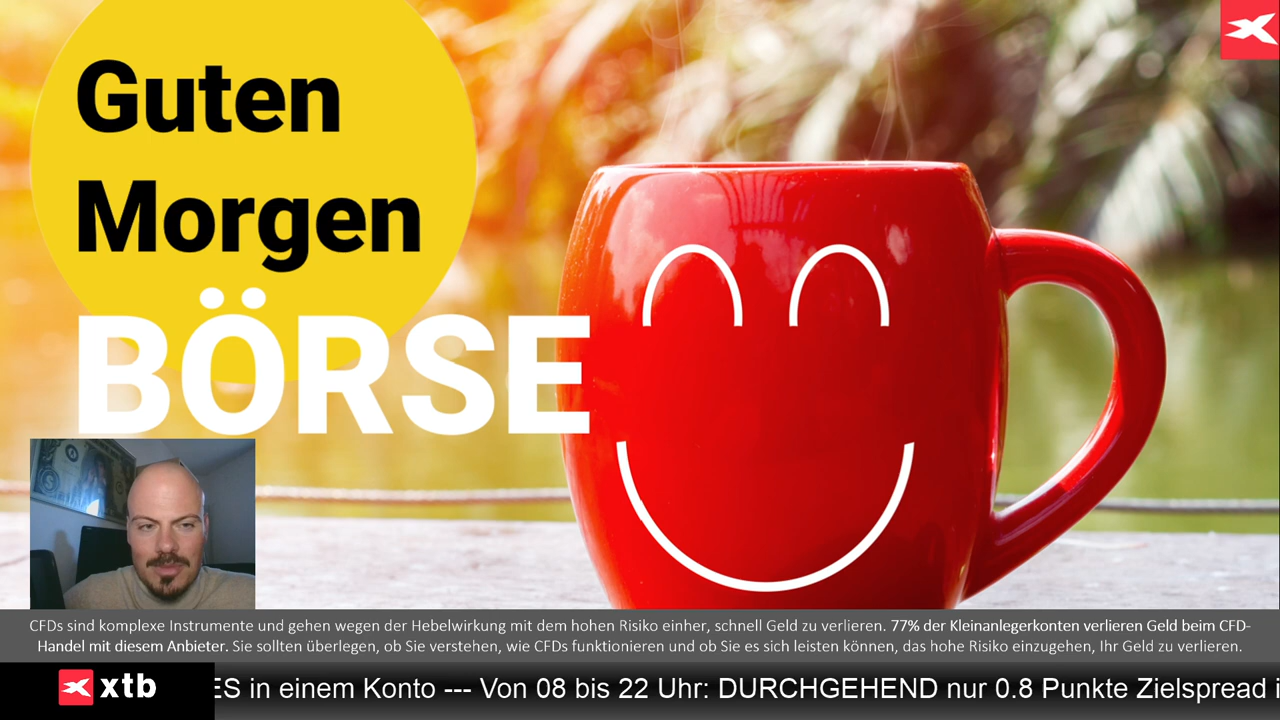 Guten
Morgen
BÖRSE
CFDs sind komplexe Instrumente und gehen wegen der Hebelwirkung mit dem hohen Risiko einher, schnell Geld zu verlieren. 77% der Kleinanlegerkonten verlieren Geld beim CFD-
Handel mit diesem Anbieter. Sie sollten überlegen, ob Sie verstehen, wie CFDs funktionieren und ob Sie es sich leisten können, das hohe Risiko einzugehen, Ihr Geld zu verlieren.
xtb ES in einem Konto --- Von 08 bis 22 Uhr: DURCHGEHEND nur 0.8 Punkte Zielspread i